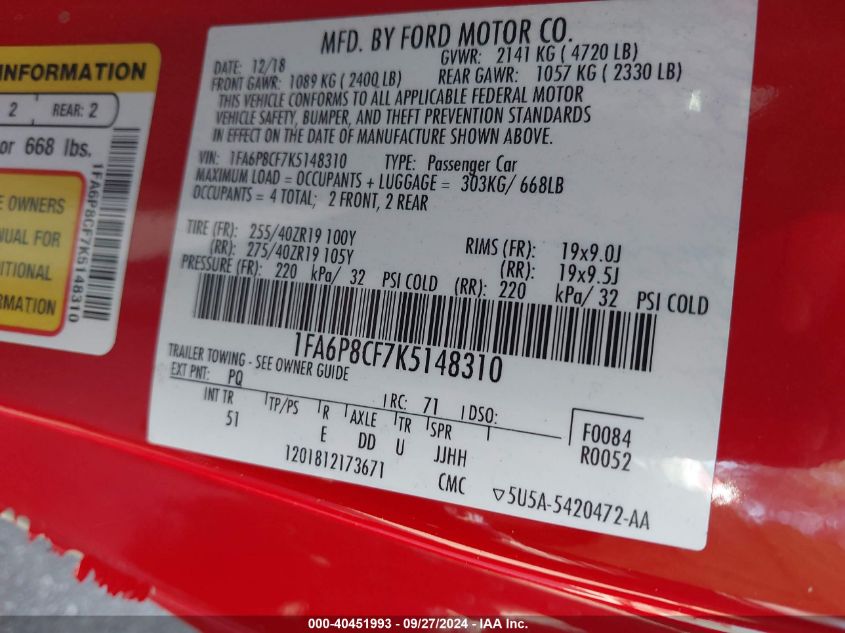 MFD. BY FORD MOTOR CO.
DATE: 12/18 GVWR: 2141 KG ( 4720 LB)
FRONT GAWR: 1089 KG ( 2400 LB) REAR GAWR: 1057 KG ( 2330 LB)
THIS VEHICLE CONFORMS TO ALL APPLICABLE FEDERAL MOTOR
VEHICLE SAFETY, BUMPER, AND THEFT PREVENTION STANDARDS
IN EFFECT ON THE DATE OF MANUFACTURE SHOWN ABOVE.
VIN: 1FA6P8CF7K5148310 TYPE: Passenger Car
MAXIMUM LOAD = OCCUPANTS + LUGGAGE = 303KG/ 668LB
OCCUPANTS = 4 TOTAL; 2 FRONT, 2 REAR
TIRE (FR): 255/40ZR19 100Y RIMS (FR): 19x9.0J
(RR): 275/40ZR19 105Y (RR): 19x9.5J
PRESSURE (FR): 220 kPa/ 32 PSI COLD (RR): 220 kPa/ 32 PSI COLD
1FA6P8CF7K5148310
TRAILER TOWING - SEE OWNER GUIDE
EXT PNT: PQ RC: 71 DSO:
INT TR TP/PS R AXLE TR SPR F0084
51 E DD U JJHH R0052
1201812173671 CMC ▽5U5A-5420472-AA
INFORMATION
2 REAR: 2
or 668 lbs.
E OWNERS
NUAL FOR
DITIONAL
RMATION
1FA6P8CF7K5148310
000-40451993 - 09/27/2024 - IAA Inc.